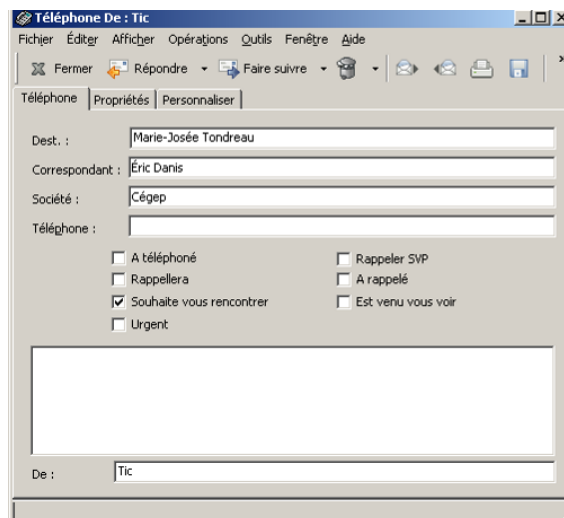 Téléphone De : Tic
Fichier Éditer Afficher Opérations Outils Fenêtre Aide
Fermer Répondre Faire suivre »
Téléphone Propriétés Personnaliser
Dest. : Marie-Josée Tondreau
Correspondant : Éric Danis
Société : Cégep
Téléphone :
A téléphoné Rappeler SVP
Rappellera A rappelé
Souhaite vous rencontrer Est venu vous voir
Urgent
De : Tic